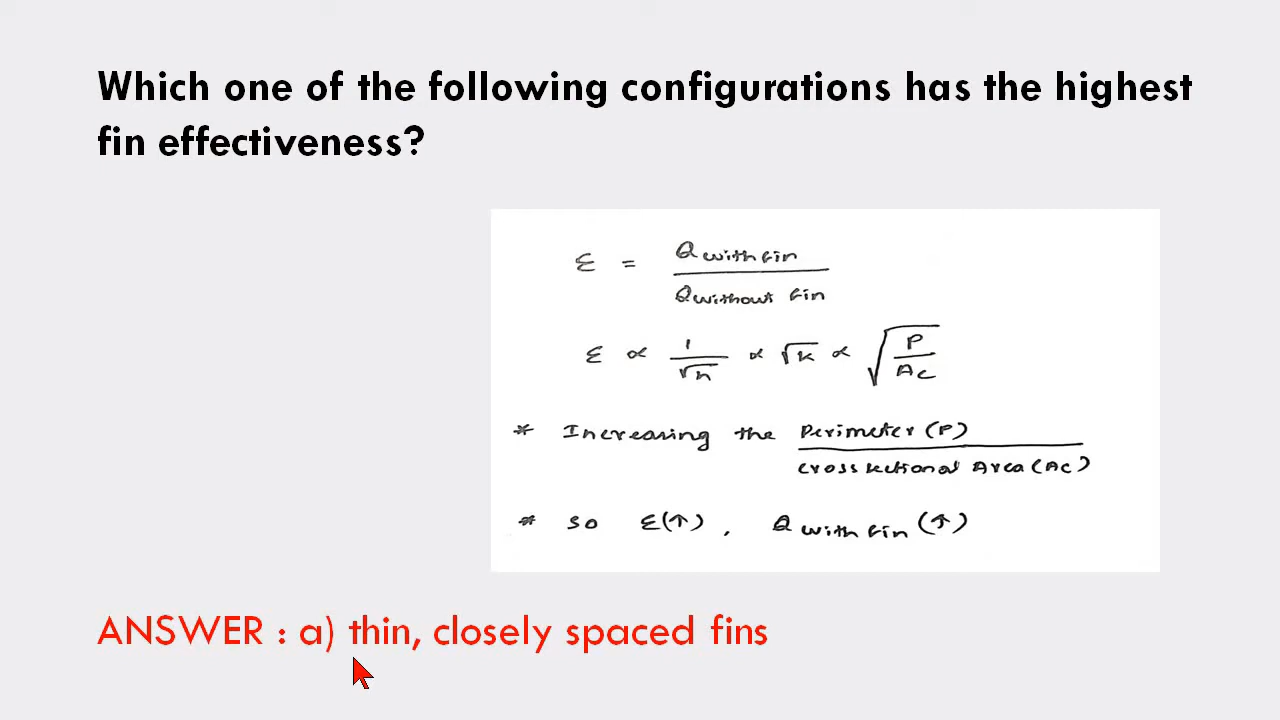 Which one of the following configurations has the highest
fin effectiveness?
ε = Q with fin / Q without fin
ε ∝ 1/√h ∝ √k ∝ √(P/Ac)
* Increasing the Perimeter (P) / cross sectional Area (Ac)
* So ε(↑), Q with fin (↑)
ANSWER : a) thin, closely spaced fins